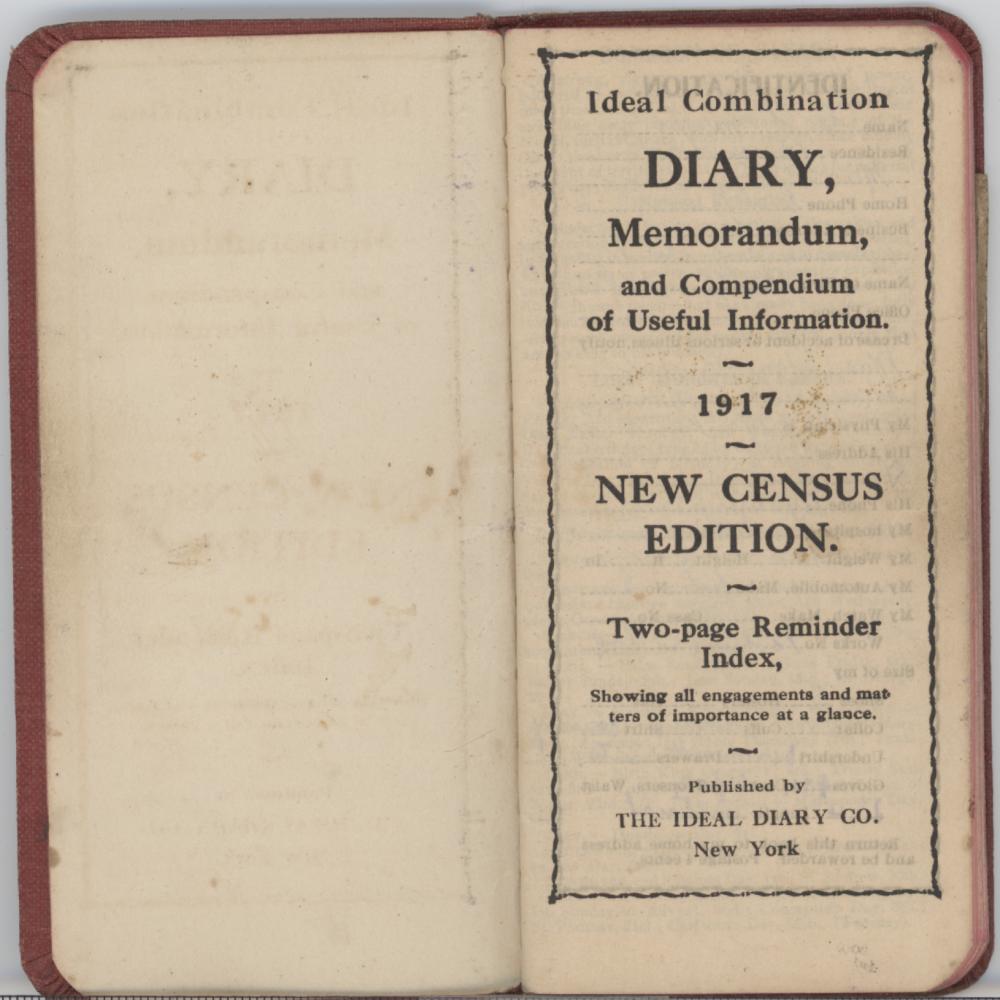 Ideal Combination
DIARY,
Memorandum,
and Compendium
of Useful Information.
1917
NEW CENSUS
EDITION.
Two-page Reminder
Index,
Showing all engagements and mat-
ters of importance at a glance.
Published by
THE IDEAL DIARY CO.
New York